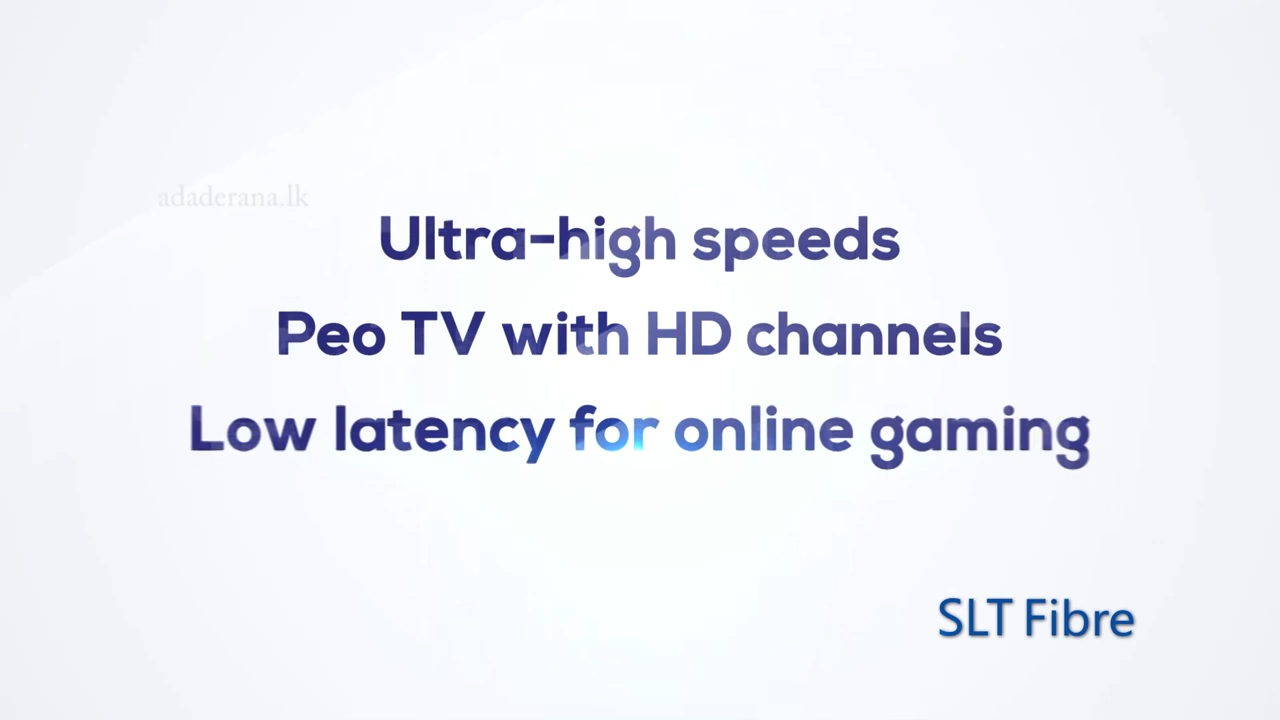 adaderana.lk
Ultra-high speeds
Peo TV with HD channels
Low latency for online gaming
SLT Fibre